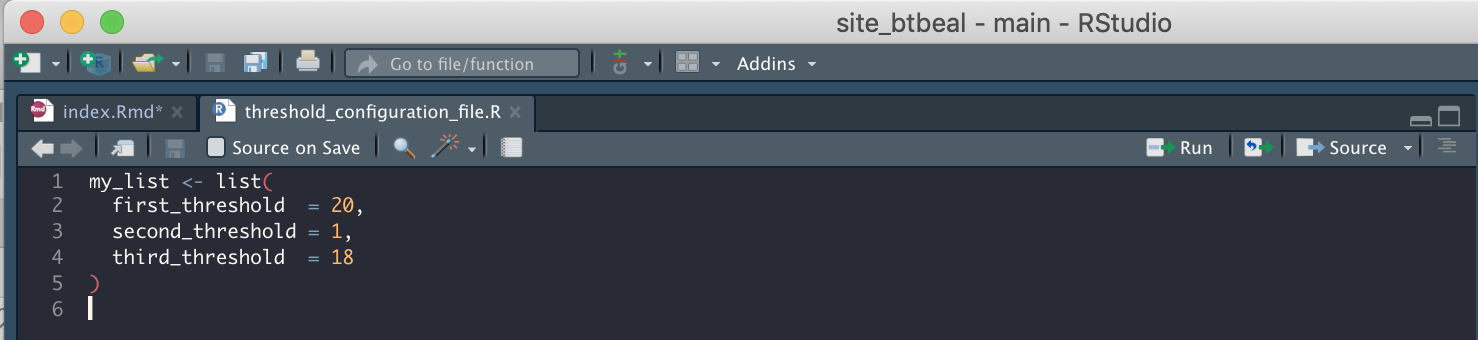 site_btbeal - main - RStudio
Go to file/function
Addins
index.Rmd*
threshold_configuration_file.R
Source on Save
Run
Source
1 my_list <- list(
2   first_threshold  = 20,
3   second_threshold = 1,
4   third_threshold  = 18
5 )
6